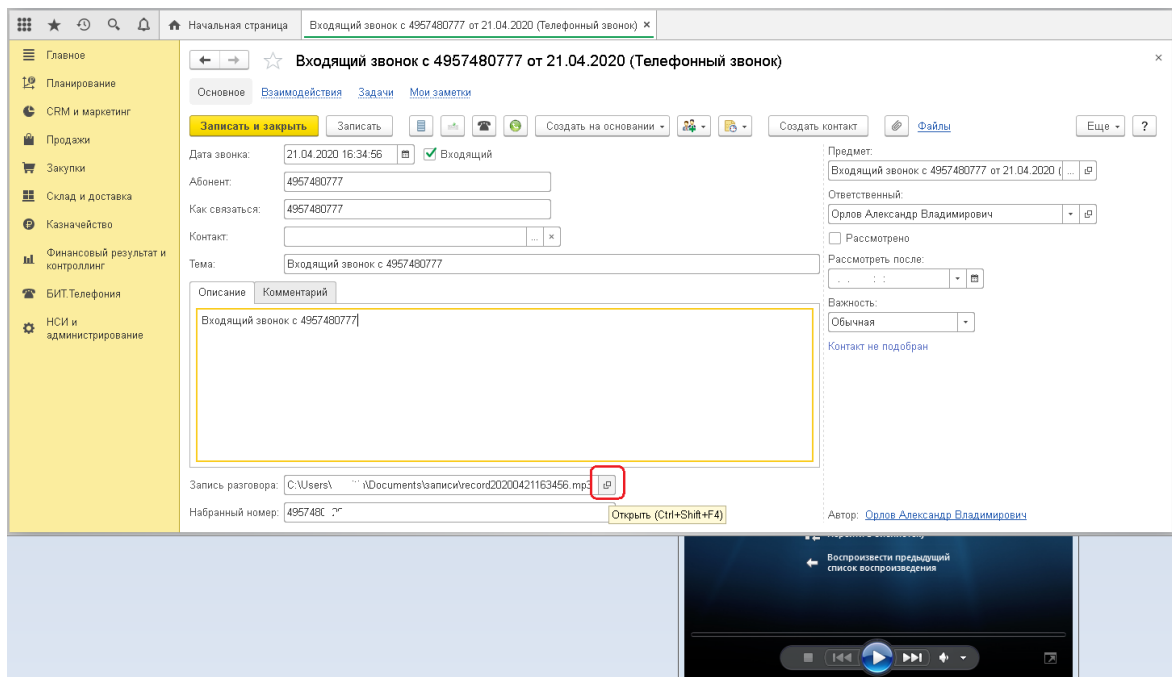 Начальная страница
Входящий звонок с 4957480777 от 21.04.2020 (Телефонный звонок) ×
Главное
Планирование
CRM и маркетинг
Продажи
Закупки
Склад и доставка
Казначейство
Финансовый результат и
контроллинг
БИТ.Телефония
НСИ и
администрирование
Входящий звонок с 4957480777 от 21.04.2020 (Телефонный звонок)
Основное Взаимодействия Задачи Мои заметки
Записать и закрыть Записать Создать на основании Создать контакт Файлы Еще ?
Дата звонка: 21.04.2020 16:34:56 Входящий
Абонент: 4957480777
Как связаться: 4957480777
Контакт: ... ×
Тема: Входящий звонок с 4957480777
Описание Комментарий
Входящий звонок с 4957480777
Запись разговора: C:\Users\ \Documents\записи\record20200421163456.mp3
Набранный номер: 495748
Открыть (Ctrl+Shift+F4)
Предмет:
Входящий звонок с 4957480777 от 21.04.2020 ( ...
Ответственный:
Орлов Александр Владимирович
Рассмотрено
Рассмотреть после:
. . : :
Важность:
Обычная
Контакт не подобран
Автор: Орлов Александр Владимирович
Воспроизвести предыдущий
список воспроизведения